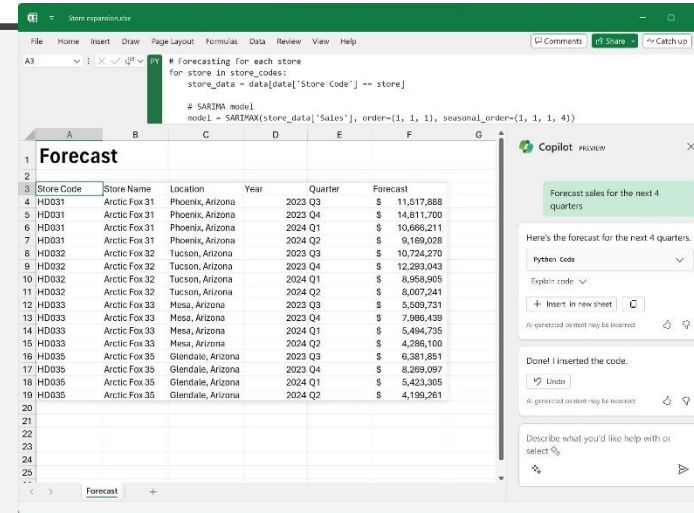 Store expansion.xlsx
File Home Insert Draw Page Layout Formulas Data Review View Help Comments Share Catch up
A3 PY # Forecasting for each store
for store in store_codes:
store_data = data[data['Store Code'] == store]
# SARIMA model
model = SARIMAX(store_data['Sales'], order=(1, 1, 1), seasonal_order=(1, 1, 1, 4))
A B C D E F G
1 Forecast
2
3 Store Code Store Name Location Year Quarter Forecast
4 HD031 Arctic Fox 31 Phoenix, Arizona 2023 Q3 $ 11,517,888
5 HD031 Arctic Fox 31 Phoenix, Arizona 2023 Q4 $ 14,811,700
6 HD031 Arctic Fox 31 Phoenix, Arizona 2024 Q1 $ 10,666,211
7 HD031 Arctic Fox 31 Phoenix, Arizona 2024 Q2 $ 9,169,028
8 HD032 Arctic Fox 32 Tucson, Arizona 2023 Q3 $ 10,724,270
9 HD032 Arctic Fox 32 Tucson, Arizona 2023 Q4 $ 12,293,043
10 HD032 Arctic Fox 32 Tucson, Arizona 2024 Q1 $ 8,958,905
11 HD032 Arctic Fox 32 Tucson, Arizona 2024 Q2 $ 8,007,241
12 HD033 Arctic Fox 33 Mesa, Arizona 2023 Q3 $ 5,509,731
13 HD033 Arctic Fox 33 Mesa, Arizona 2023 Q4 $ 7,986,439
14 HD033 Arctic Fox 33 Mesa, Arizona 2024 Q1 $ 5,494,735
15 HD033 Arctic Fox 33 Mesa, Arizona 2024 Q2 $ 4,286,100
16 HD035 Arctic Fox 35 Glendale, Arizona 2023 Q3 $ 6,381,851
17 HD035 Arctic Fox 35 Glendale, Arizona 2023 Q4 $ 8,269,097
18 HD035 Arctic Fox 35 Glendale, Arizona 2024 Q1 $ 5,423,305
19 HD035 Arctic Fox 35 Glendale, Arizona 2024 Q2 $ 4,199,261
20
21
22
23
24
25
Forecast
Copilot PREVIEW
Forecast sales for the next 4
quarters
Here's the forecast for the next 4 quarters.
Python Code
Explain code
+ Insert in new sheet
AI-generated content may be incorrect
Done! I inserted the code.
Undo
AI-generated content may be incorrect
Describe what you'd like help with or
select